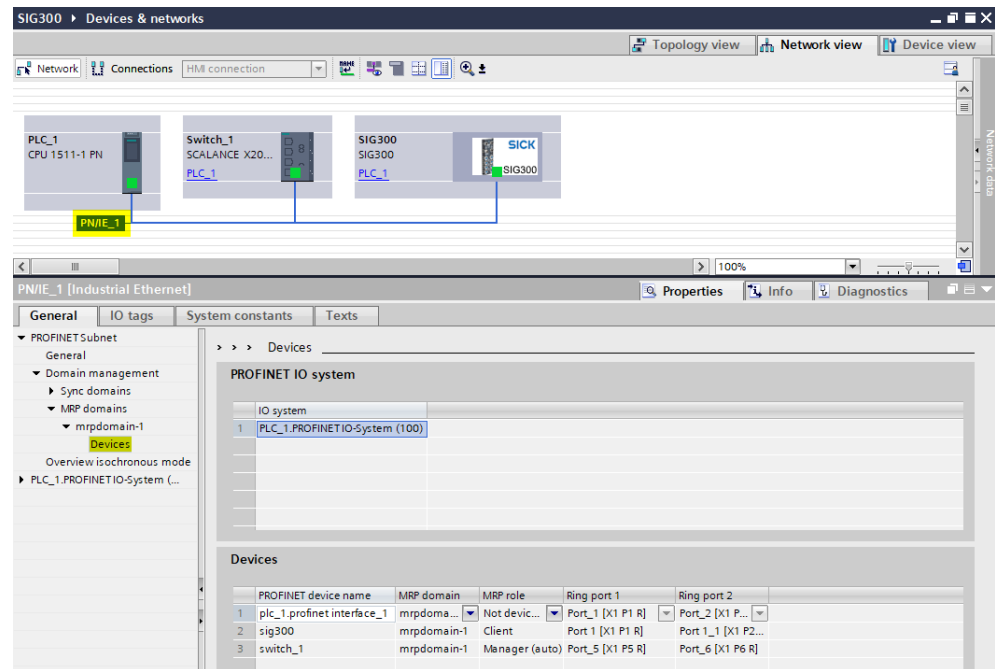 SIG300 ▸ Devices & networks
Topology view Network view Device view
Network Connections HMI connection
PLC_1
CPU 1511-1 PN
Switch_1
SCALANCE X20...
PLC_1
SIG300
SIG300
PLC_1
SICK
SIG300
PN/IE_1
Network data
100%
PN/IE_1 [Industrial Ethernet]
Properties Info Diagnostics
General IO tags System constants Texts
PROFINET Subnet
General
Domain management
Sync domains
MRP domains
mrpdomain-1
Devices
Overview isochronous mode
PLC_1.PROFINET IO-System (...
> > > Devices
PROFINET IO system
IO system
1 PLC_1.PROFINET IO-System (100)
Devices
PROFINET device name MRP domain MRP role Ring port 1 Ring port 2
1 plc_1.profinet interface_1 mrpdoma... Not devic... Port_1 [X1 P1 R] Port_2 [X1 P...
2 sig300 mrpdomain-1 Client Port 1 [X1 P1 R] Port 1_1 [X1 P2...
3 switch_1 mrpdomain-1 Manager (auto) Port_5 [X1 P5 R] Port_6 [X1 P6 R]